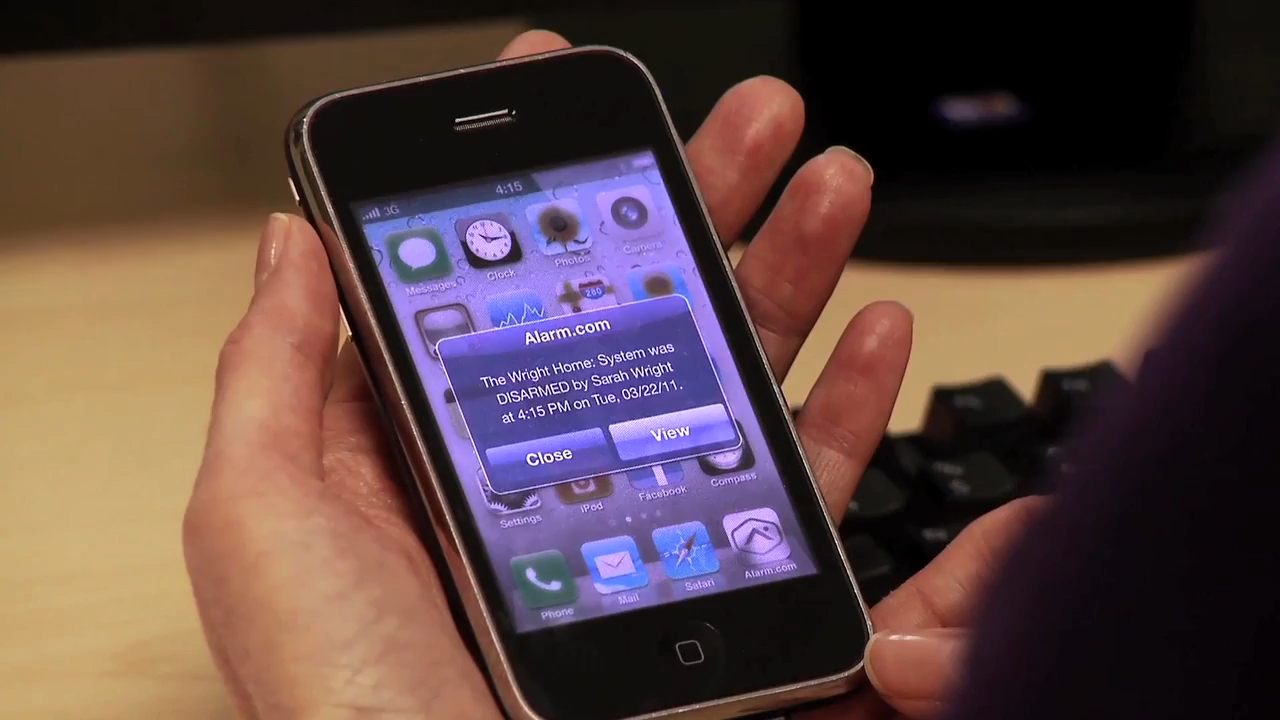 3G
4:15
Messages
Clock
Photos
Camera
280
Alarm.com
The Wright Home: System was
DISARMED by Sarah Wright
at 4:15 PM on Tue, 03/22/11.
Close
View
Settings
iPod
Facebook
Compass
Phone
Mail
Safari
Alarm.com